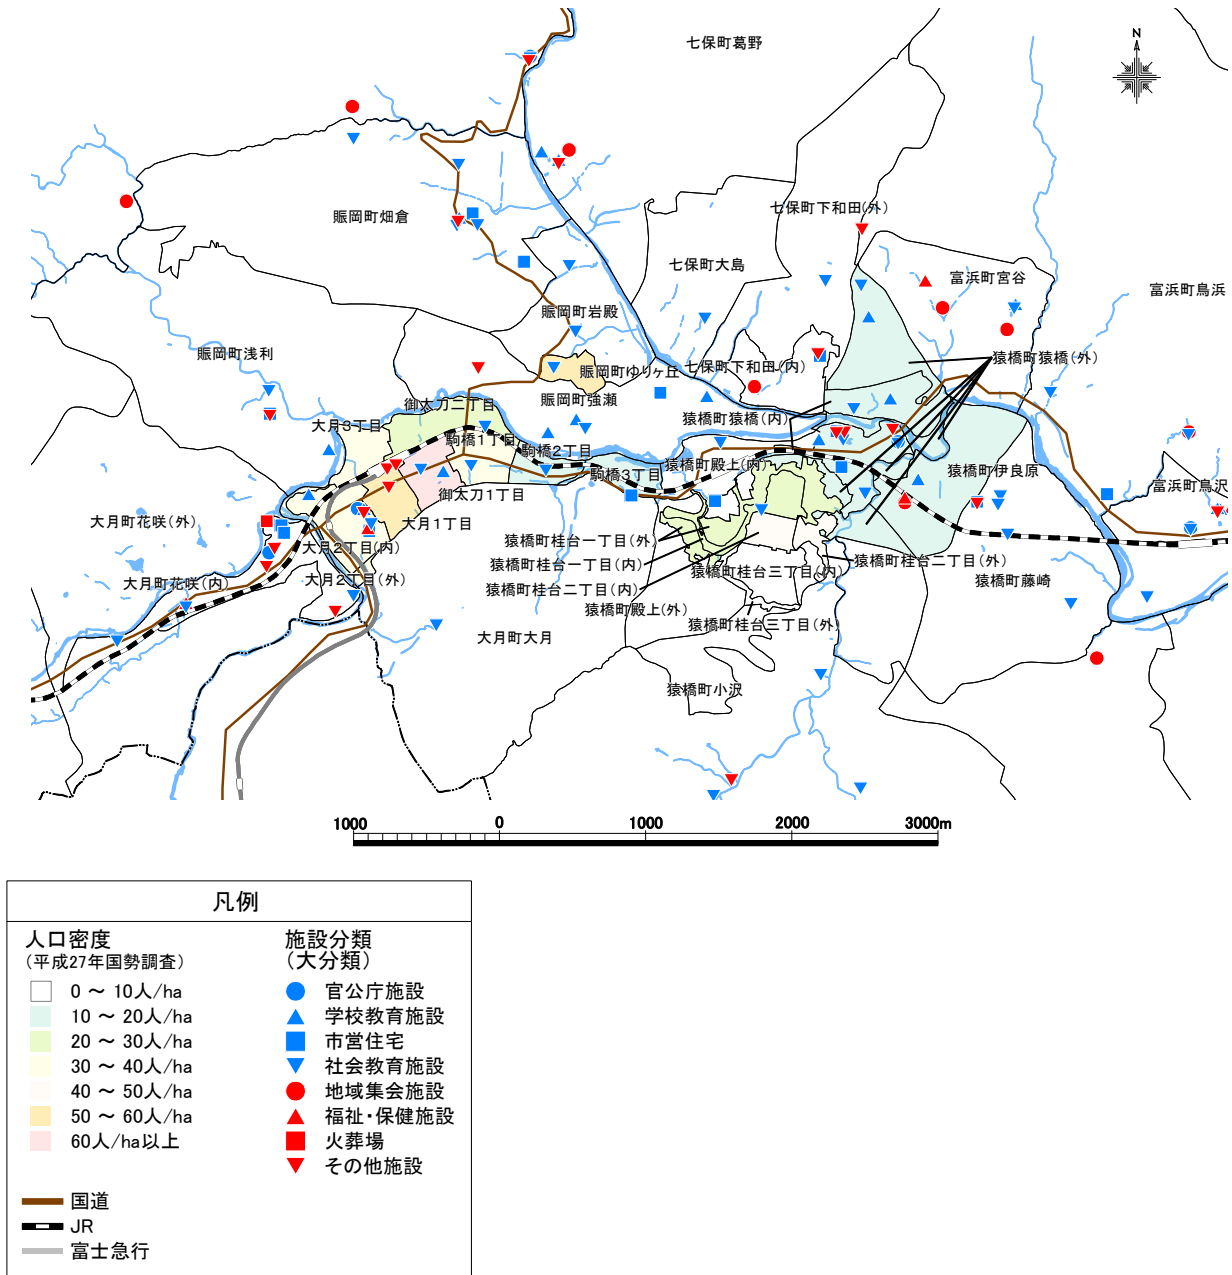 七保町葛野
N
賑岡町畑倉
七保町下和田(外)
七保町大島
富浜町宮谷
富浜町鳥浜
賑岡町岩殿
賑岡町浅利
猿橋町猿橋(外)
賑岡町ゆりヶ丘
七保町下和田(内)
賑岡町強瀬
御太刀二丁目
猿橋町猿橋(内)
大月3丁目
駒橋1丁目
駒橋2丁目
猿橋町殿上(内)
猿橋町伊良原
駒橋3丁目
富浜町鳥沢
御太刀1丁目
大月町花咲(外)
大月1丁目
猿橋町桂台一丁目(外)
大月2丁目(内)
猿橋町桂台一丁目(内)
猿橋町桂台二丁目(外)
猿橋町桂台三丁目(内)
大月町花咲(内)
大月2丁目(外)
猿橋町藤崎
猿橋町桂台二丁目(内)
猿橋町殿上(外)
猿橋町桂台三丁目(外)
大月町大月
猿橋町小沢
1000 0 1000 2000 3000m
凡例
人口密度
(平成27年国勢調査)
0 ～ 10人/ha
10 ～ 20人/ha
20 ～ 30人/ha
30 ～ 40人/ha
40 ～ 50人/ha
50 ～ 60人/ha
60人/ha以上
施設分類
(大分類)
官公庁施設
学校教育施設
市営住宅
社会教育施設
地域集会施設
福祉・保健施設
火葬場
その他施設
国道
JR
富士急行